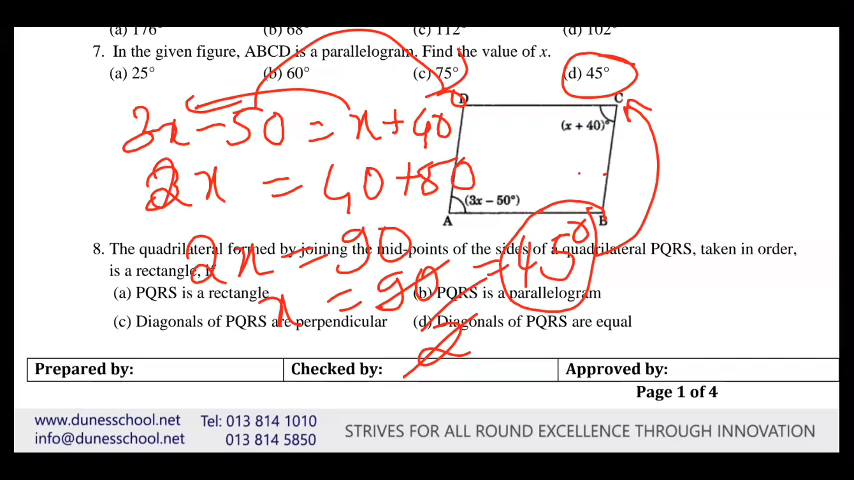 (a) 176° (b) 68° (c) 112° (d) 102°
7. In the given figure, ABCD is a parallelogram. Find the value of x.
(a) 25° (b) 60° (c) 75° (d) 45°
D C
3x - 50 = x + 40
(x + 40)°
2x = 40 + 50
(3x – 50°)
A B
8. The quadrilateral formed by joining the mid-points of the sides of a quadrilateral PQRS, taken in order,
2x = 90
is a rectangle, if
x = 90/2 = 45°
(a) PQRS is a rectangle (b) PQRS is a parallelogram
(c) Diagonals of PQRS are perpendicular (d) Diagonals of PQRS are equal
Prepared by: Checked by: Approved by:
Page 1 of 4
www.dunesschool.net Tel: 013 814 1010
info@dunesschool.net 013 814 5850
STRIVES FOR ALL ROUND EXCELLENCE THROUGH INNOVATION